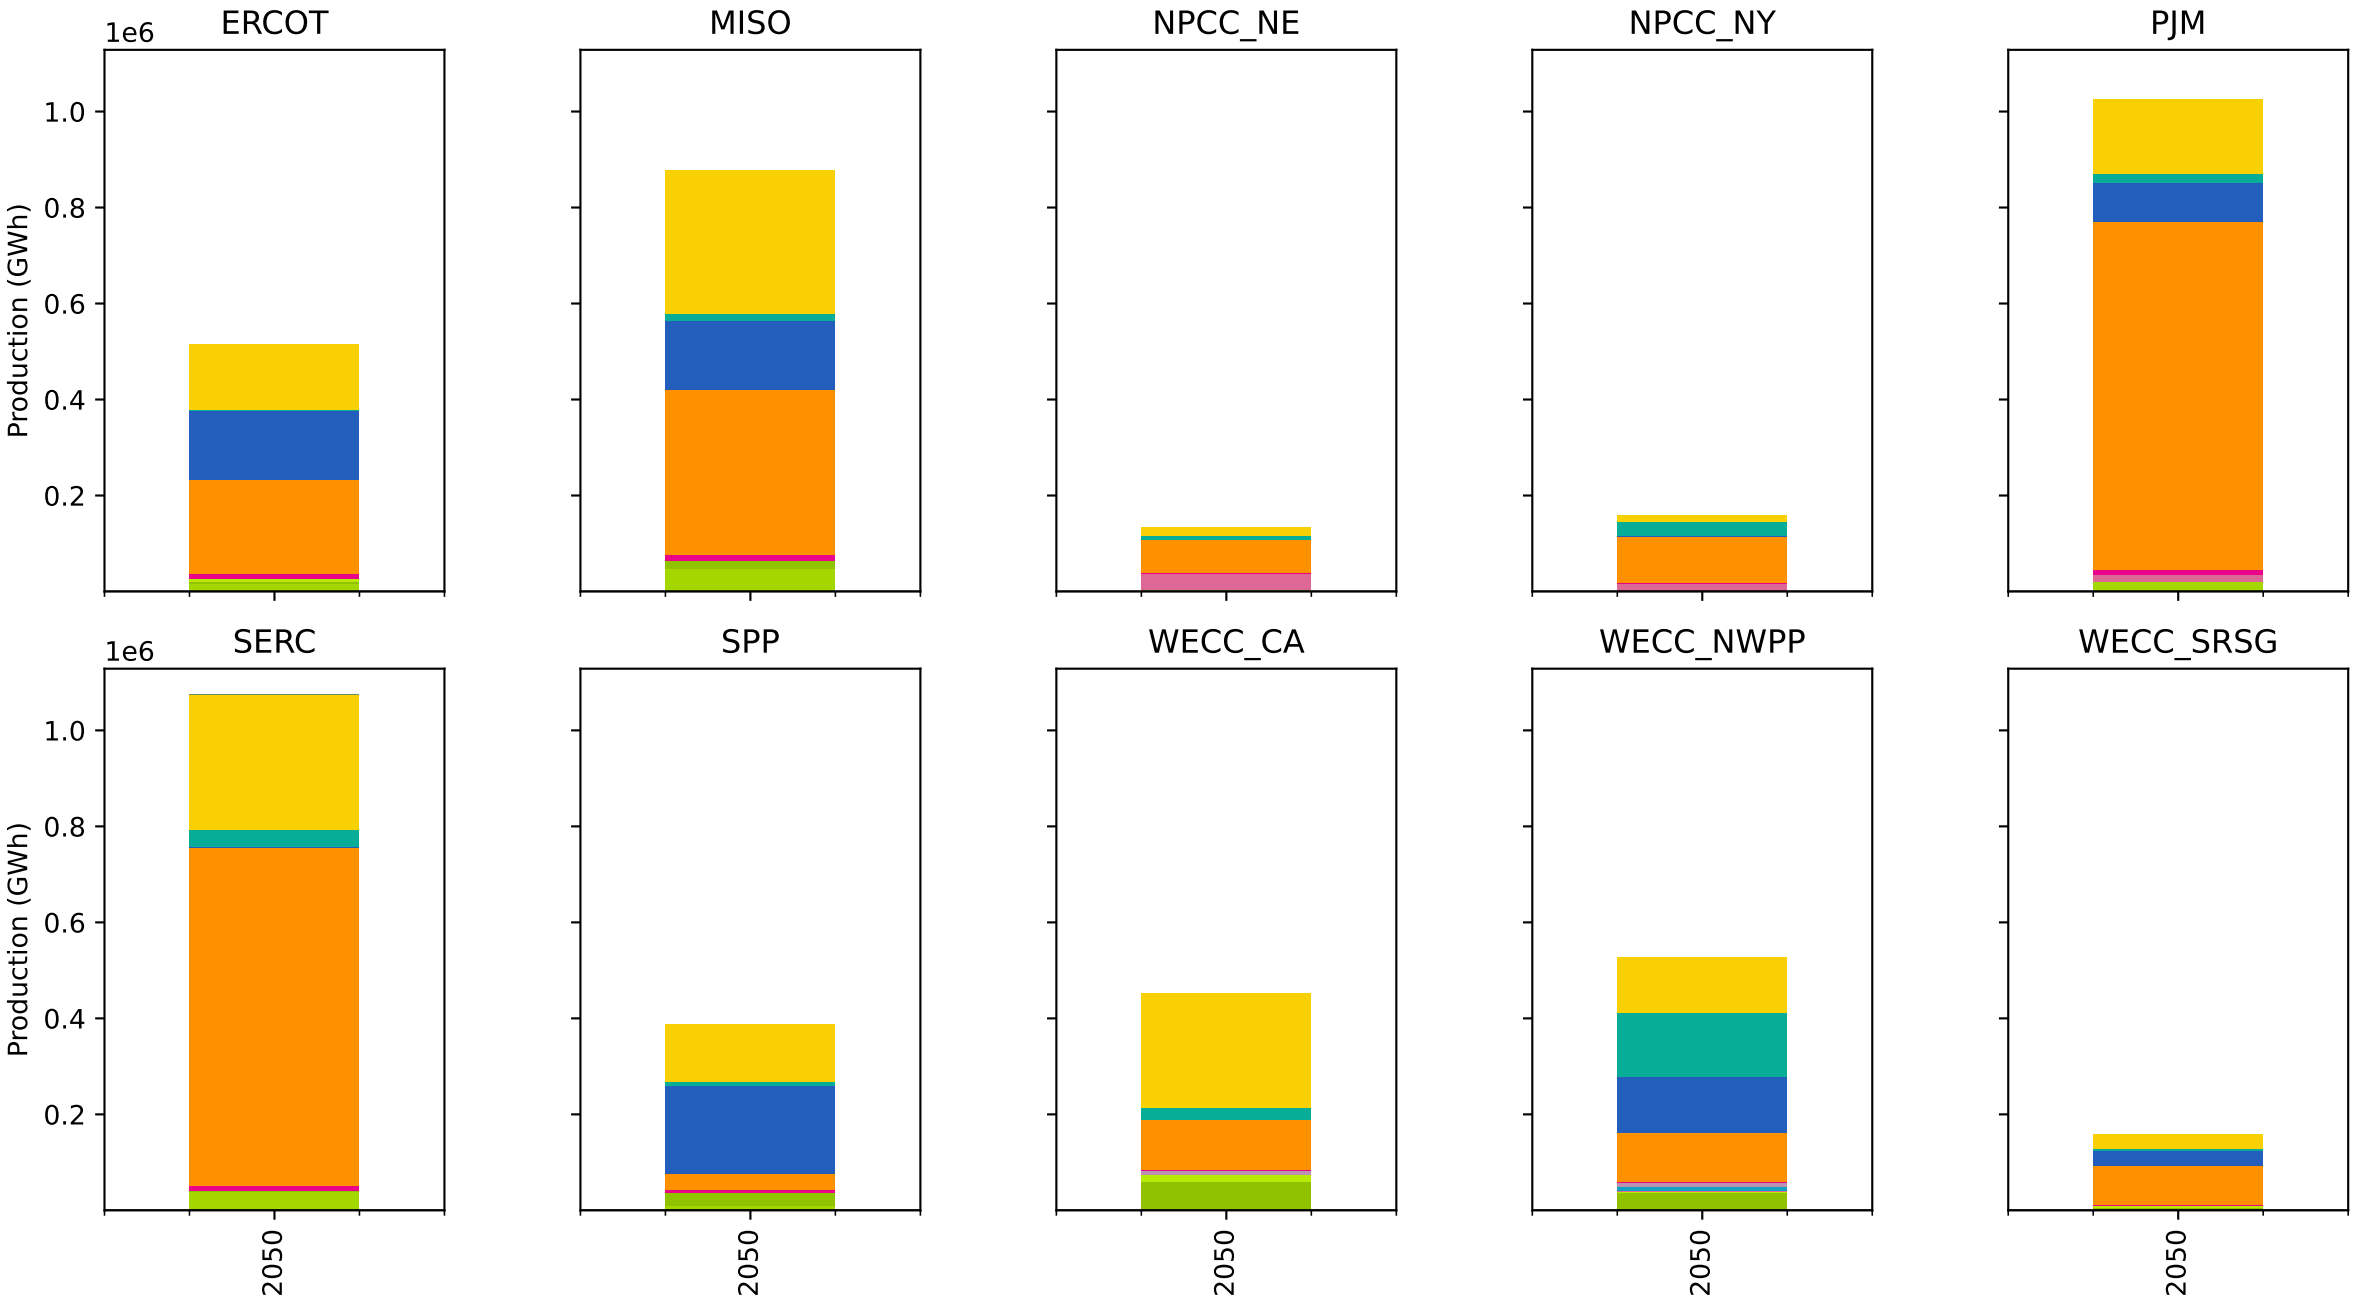 ERCOT
MISO
NPCC_NE
NPCC_NY
PJM
1e6
1.0
0.8
0.6
0.4
0.2
Production (GWh)
SERC
SPP
WECC_CA
WECC_NWPP
WECC_SRSG
1e6
1.0
0.8
0.6
0.4
0.2
Production (GWh)
2050
2050
2050
2050
2050